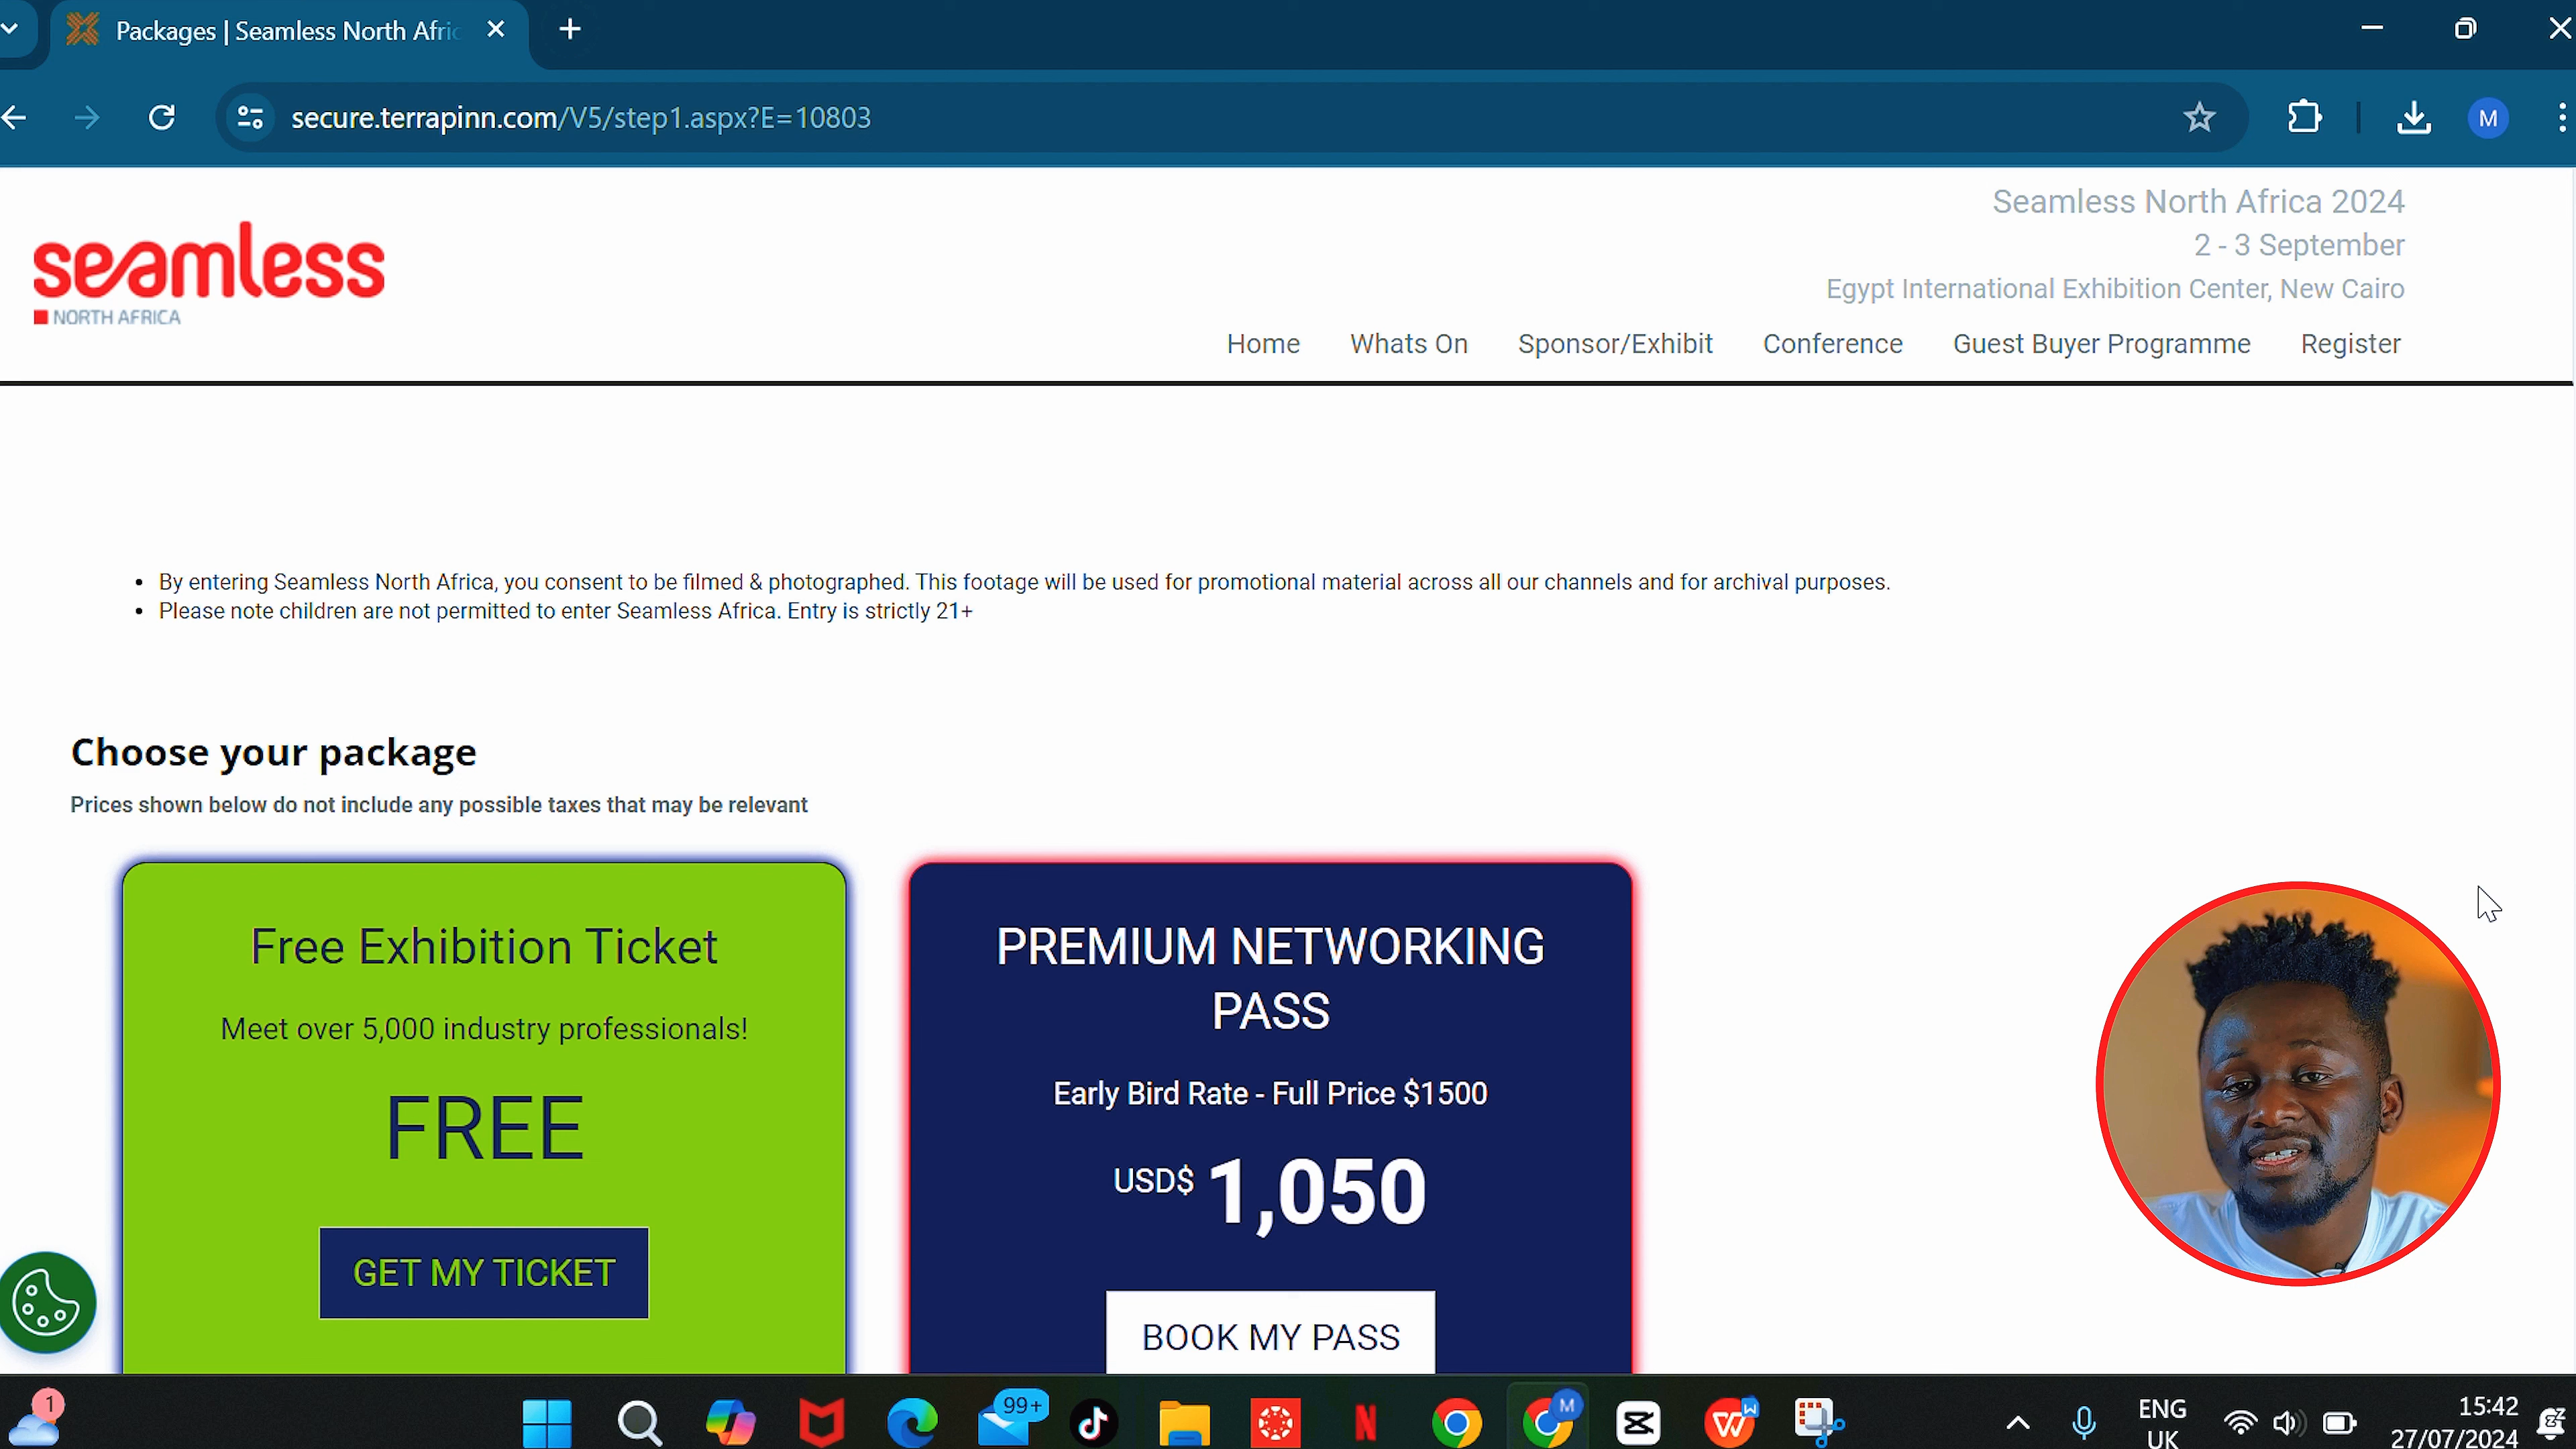 Packages | Seamless North Afric
secure.terrapinn.com/V5/step1.aspx?E=10803
M
seamless
NORTH AFRICA
Seamless North Africa 2024
2 - 3 September
Egypt International Exhibition Center, New Cairo
Home Whats On Sponsor/Exhibit Conference Guest Buyer Programme Register
• By entering Seamless North Africa, you consent to be filmed & photographed. This footage will be used for promotional material across all our channels and for archival purposes.
• Please note children are not permitted to enter Seamless Africa. Entry is strictly 21+
Choose your package
Prices shown below do not include any possible taxes that may be relevant
Free Exhibition Ticket
Meet over 5,000 industry professionals!
FREE
GET MY TICKET
PREMIUM NETWORKING
PASS
Early Bird Rate - Full Price $1500
USD$ 1,050
BOOK MY PASS
1
99+
N
M
W
W
ENG
UK
15:42
27/07/2024